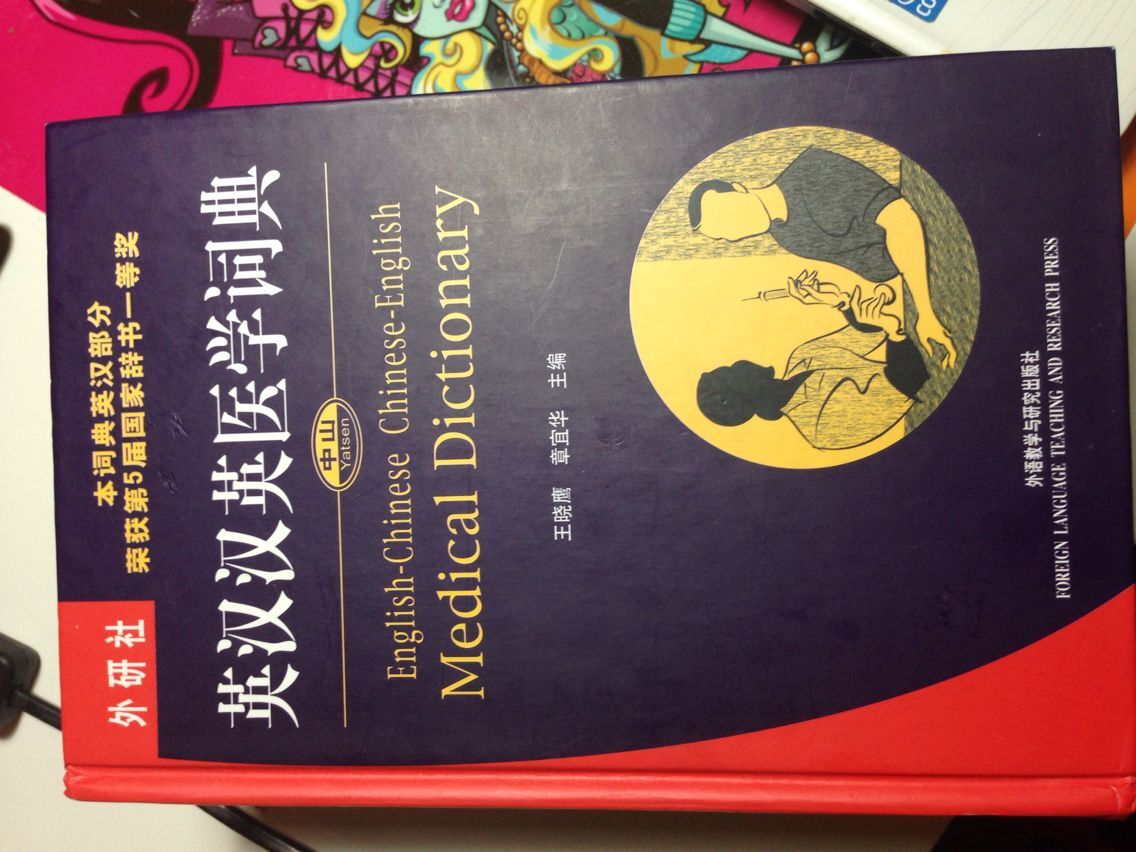 外研社
本词典英汉部分
荣获第5届国家辞书一等奖
英汉汉英医学词典
中山
Yatsen
English-Chinese Chinese-English
Medical Dictionary
王晓鹰 章宜华 主编
外语教学与研究出版社
FOREIGN LANGUAGE TEACHING AND RESEARCH PRESS